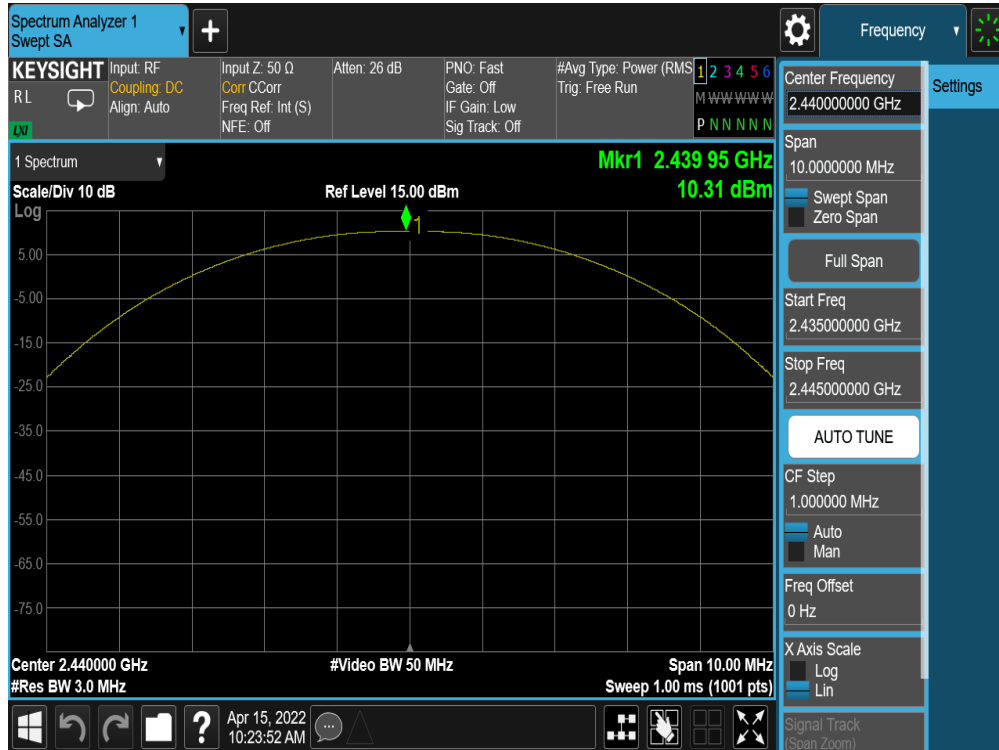 Spectrum Analyzer 1
Swept SA
+
Frequency
KEYSIGHT
RL
LXI
Input: RF
Coupling: DC
Align: Auto
Input Z: 50 Ω
Corr CCorr
Freq Ref: Int (S)
NFE: Off
Atten: 26 dB
PNO: Fast
Gate: Off
IF Gain: Low
Sig Track: Off
#Avg Type: Power (RMS
Trig: Free Run
1 2 3 4 5 6
M W W W W W
P N N N N N
1 Spectrum
Mkr1 2.439 95 GHz
10.31 dBm
Scale/Div 10 dB
Ref Level 15.00 dBm
Log
1
5.00
-5.00
-15.0
-25.0
-35.0
-45.0
-55.0
-65.0
-75.0
Center 2.440000 GHz
#Video BW 50 MHz
Span 10.00 MHz
#Res BW 3.0 MHz
Sweep 1.00 ms (1001 pts)
Center Frequency
2.440000000 GHz
Settings
Span
10.0000000 MHz
Swept Span
Zero Span
Full Span
Start Freq
2.435000000 GHz
Stop Freq
2.445000000 GHz
AUTO TUNE
CF Step
1.000000 MHz
Auto
Man
Freq Offset
0 Hz
X Axis Scale
Log
Lin
Signal Track
(Span Zoom)
?
Apr 15, 2022
10:23:52 AM